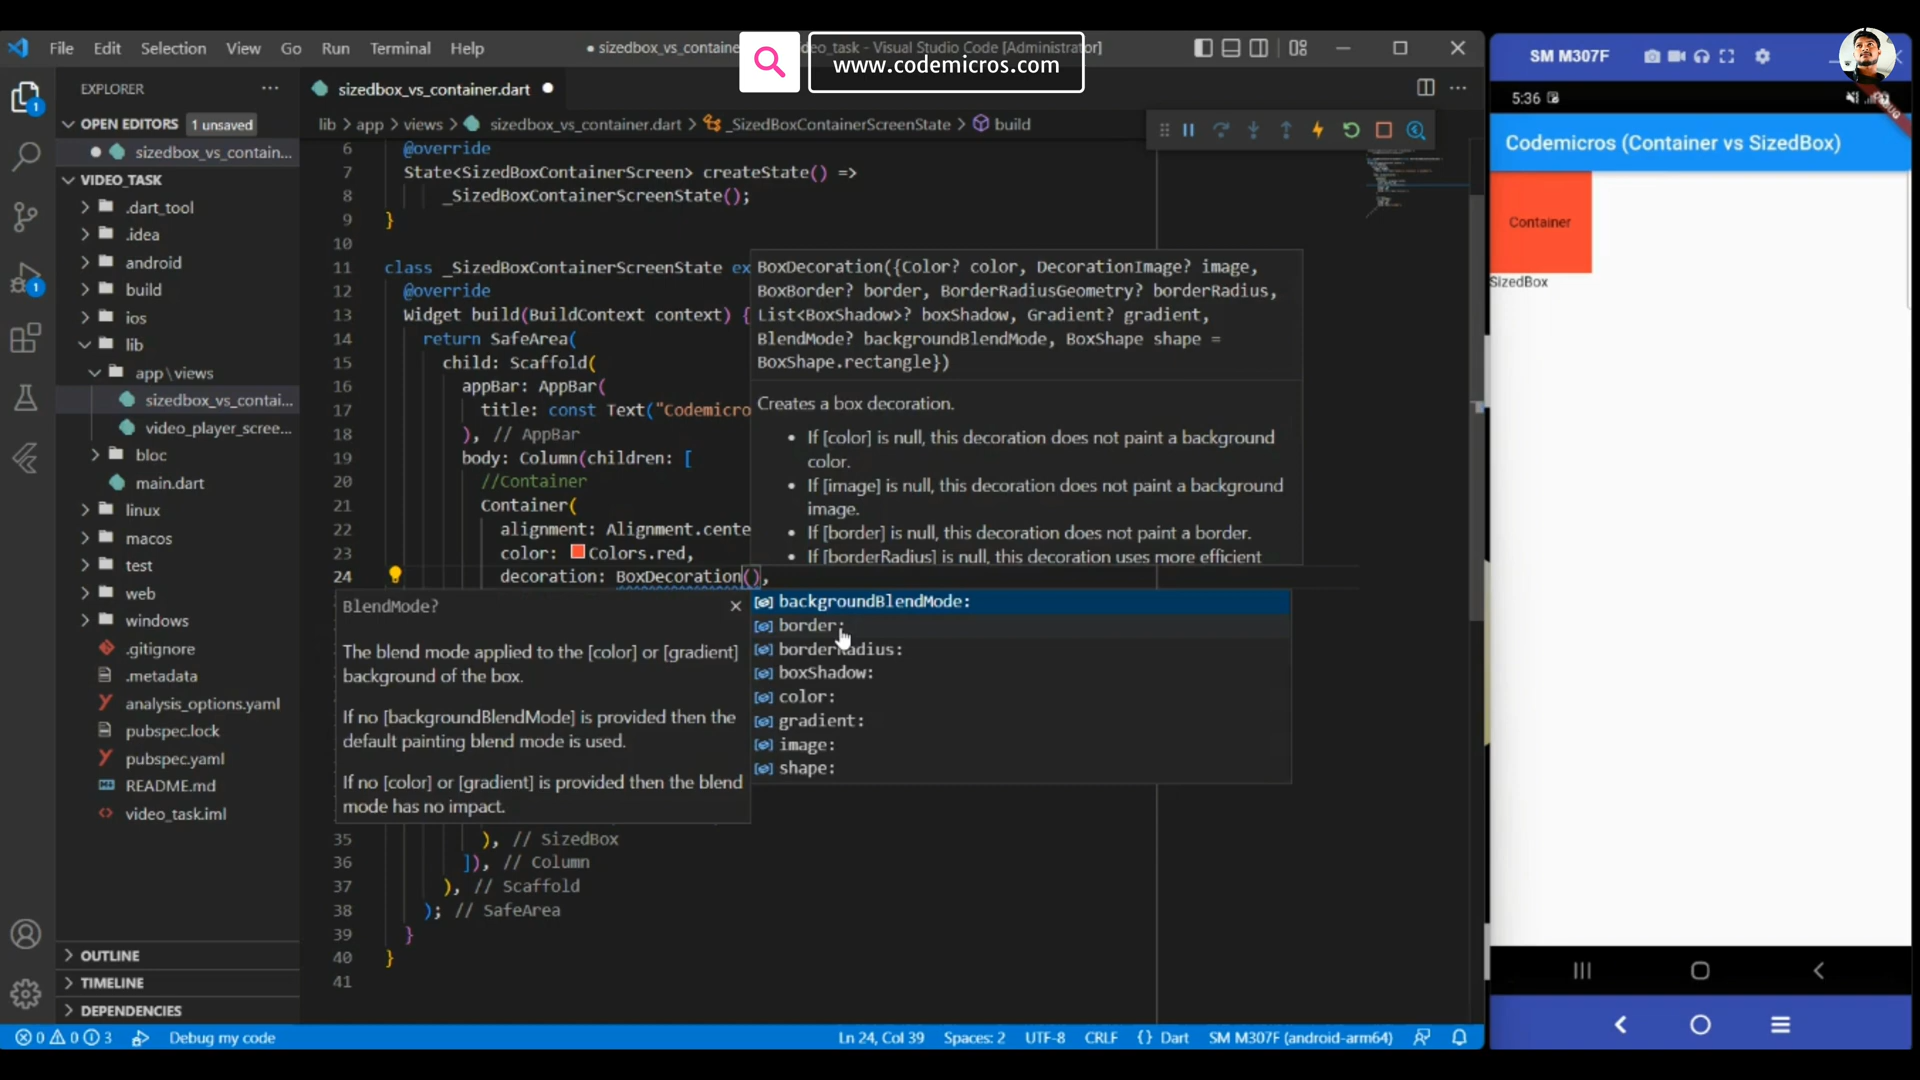 File Edit Selection View Go Run Terminal Help
● sizedbox_vs_containe
eo_task - Visual Studio Code [Administrator]
www.codemicros.com
EXPLORER
OPEN EDITORS 1 unsaved
sizedbox_vs_contain...
VIDEO_TASK
.dart_tool
.idea
android
build
ios
lib
app\views
sizedbox_vs_contai...
video_player_scree...
bloc
main.dart
linux
macos
test
web
windows
.gitignore
.metadata
analysis_options.yaml
pubspec.lock
pubspec.yaml
README.md
video_task.iml
OUTLINE
TIMELINE
DEPENDENCIES
sizedbox_vs_container.dart
lib > app > views > sizedbox_vs_container.dart > _SizedBoxContainerScreenState > build
6 @override
7 State<SizedBoxContainerScreen> createState() =>
8 _SizedBoxContainerScreenState();
9 }
10
11 class _SizedBoxContainerScreenState ex
12 @override
13 Widget build(BuildContext context) {
14 return SafeArea(
15 child: Scaffold(
16 appBar: AppBar(
17 title: const Text("Codemicro
18 ), // AppBar
19 body: Column(children: [
20 //Container
21 Container(
22 alignment: Alignment.cente
23 color: Colors.red,
24 decoration: BoxDecoration(),
35 ), // SizedBox
36 ]), // Column
37 ), // Scaffold
38 ); // SafeArea
39 }
40 }
41
BoxDecoration({Color? color, DecorationImage? image,
BoxBorder? border, BorderRadiusGeometry? borderRadius,
List<BoxShadow>? boxShadow, Gradient? gradient,
BlendMode? backgroundBlendMode, BoxShape shape =
BoxShape.rectangle})
Creates a box decoration.
• If [color] is null, this decoration does not paint a background
color.
• If [image] is null, this decoration does not paint a background
image.
• If [border] is null, this decoration does not paint a border.
• If [borderRadius] is null, this decoration uses more efficient
BlendMode?
The blend mode applied to the [color] or [gradient]
background of the box.
If no [backgroundBlendMode] is provided then the
default painting blend mode is used.
If no [color] or [gradient] is provided then the blend
mode has no impact.
backgroundBlendMode:
border:
borderRadius:
boxShadow:
color:
gradient:
image:
shape:
0 0 3 Debug my code
Ln 24, Col 39 Spaces: 2 UTF-8 CRLF {} Dart SM M307F (android-arm64)
1
1
SM M307F
5:36
Codemicros (Container vs SizedBox)
Container
SizedBox